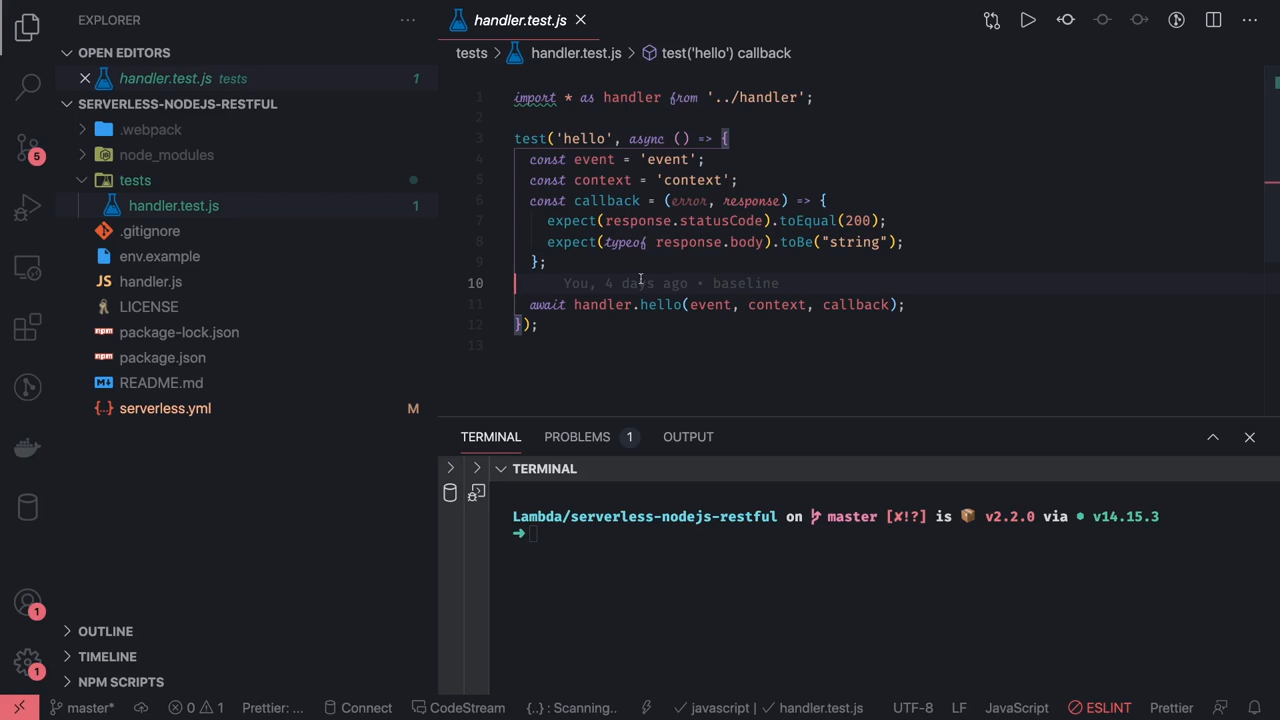 EXPLORER
OPEN EDITORS
handler.test.js tests 1
SERVERLESS-NODEJS-RESTFUL
.webpack
node_modules
tests
handler.test.js 1
.gitignore
env.example
JS handler.js
LICENSE
npm package-lock.json
npm package.json
README.md
{..} serverless.yml M
OUTLINE
TIMELINE
NPM SCRIPTS
5
1
1
handler.test.js
tests > handler.test.js > test('hello') callback
1 import * as handler from '../handler';
2
3 test('hello', async () => {
4 const event = 'event';
5 const context = 'context';
6 const callback = (error, response) => {
7 expect(response.statusCode).toEqual(200);
8 expect(typeof response.body).toBe("string");
9 };
10 You, 4 days ago • baseline
11 await handler.hello(event, context, callback);
12 });
13
TERMINAL PROBLEMS 1 OUTPUT
TERMINAL
Lambda/serverless-nodejs-restful on master [✘!?] is 📦 v2.2.0 via ● v14.15.3
➜
master* 0 1 Prettier: ... Connect CodeStream {..} : Scanning.. javascript | handler.test.js UTF-8 LF JavaScript ESLINT Prettier